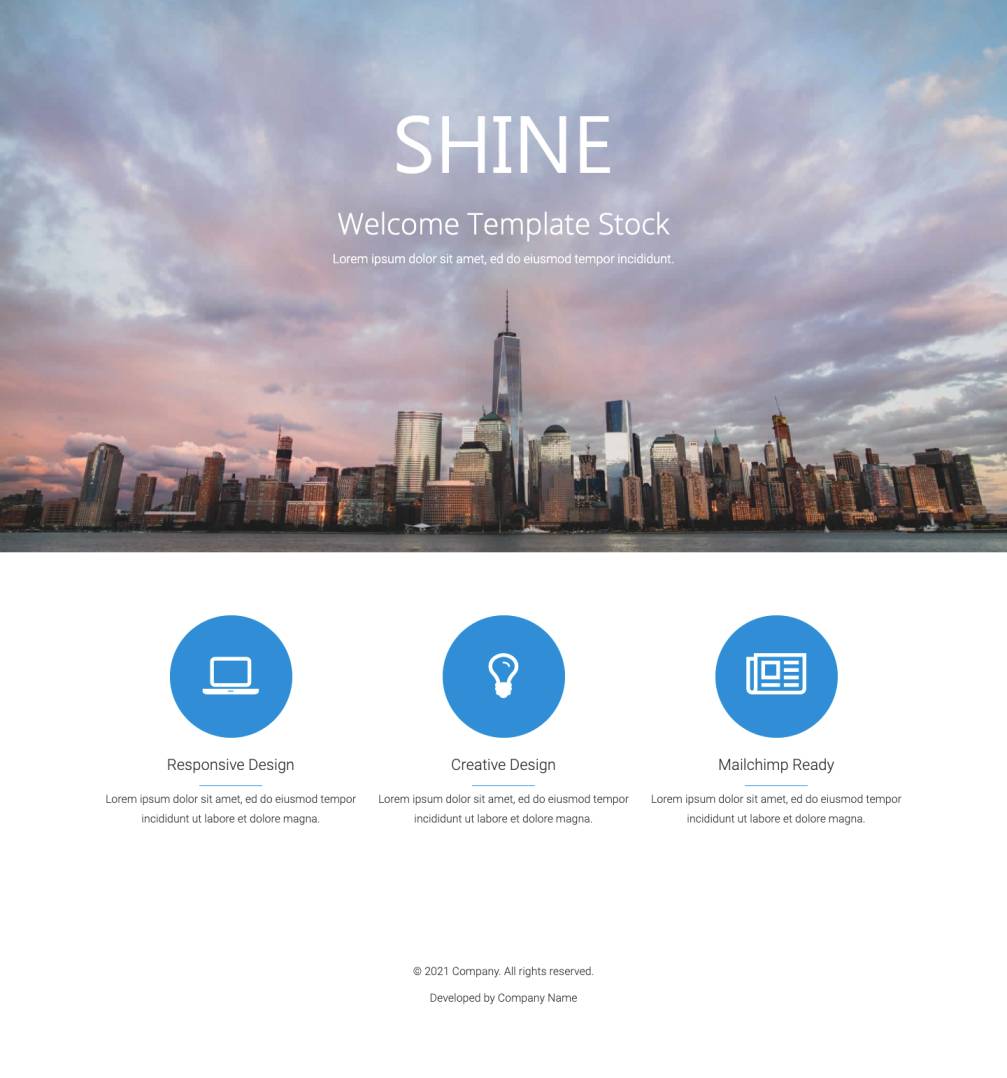 SHINE
Welcome Template Stock
Lorem ipsum dolor sit amet, ed do eiusmod tempor incididunt.
Responsive Design
Lorem ipsum dolor sit amet, ed do eiusmod tempor
incididunt ut labore et dolore magna.
Creative Design
Lorem ipsum dolor sit amet, ed do eiusmod tempor
incididunt ut labore et dolore magna.
Mailchimp Ready
Lorem ipsum dolor sit amet, ed do eiusmod tempor
incididunt ut labore et dolore magna.
© 2021 Company. All rights reserved.
Developed by Company Name